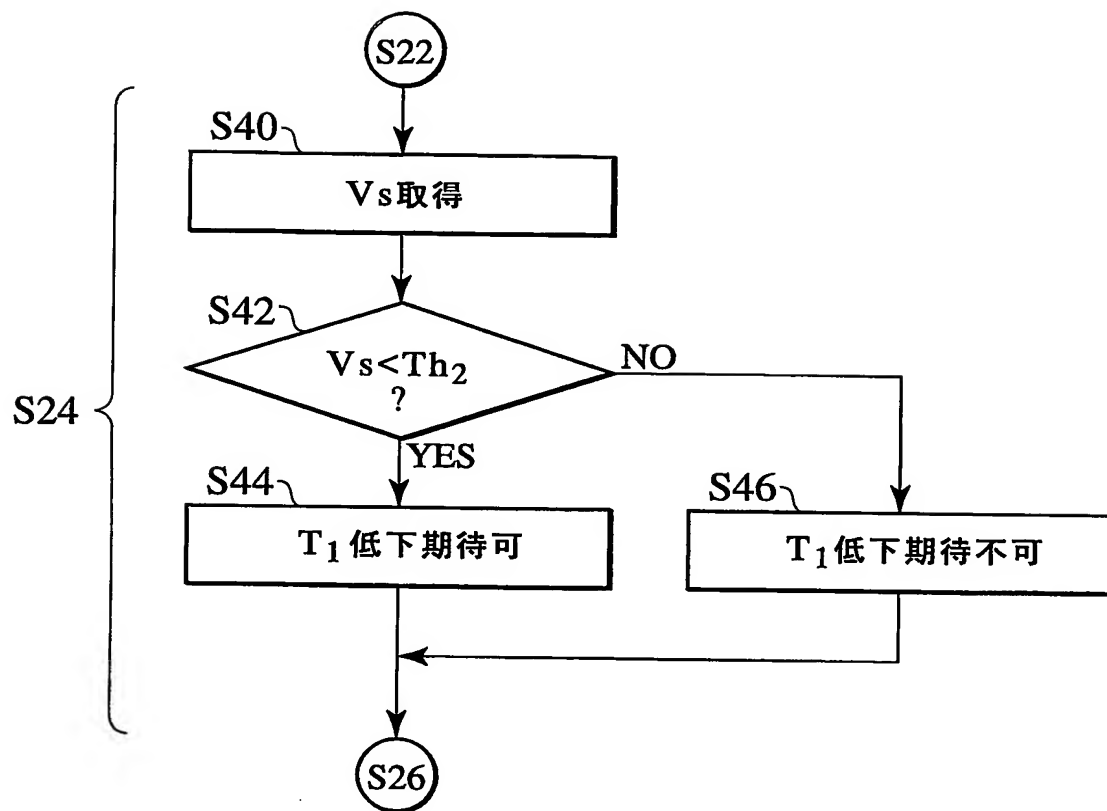 S22
S40
Vs取得
S42
Vs<Th₂
?
NO
S24
YES
S44
S46
T₁低下期待可
T₁低下期待不可
S26